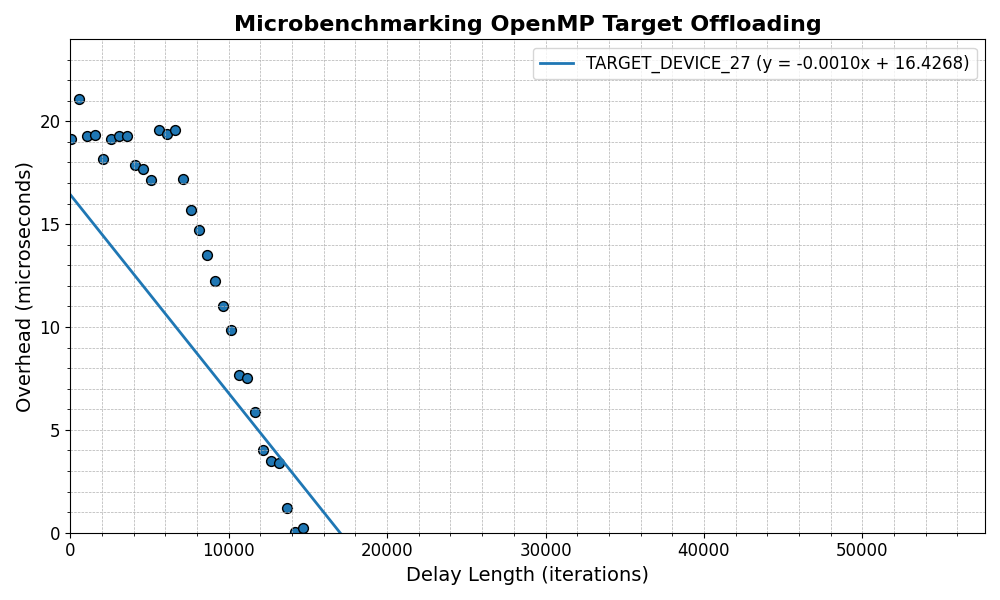 Microbenchmarking OpenMP Target Offloading
TARGET_DEVICE_27 (y = -0.0010x + 16.4268)
20
15
10
5
0
Overhead (microseconds)
0 10000 20000 30000 40000 50000
Delay Length (iterations)